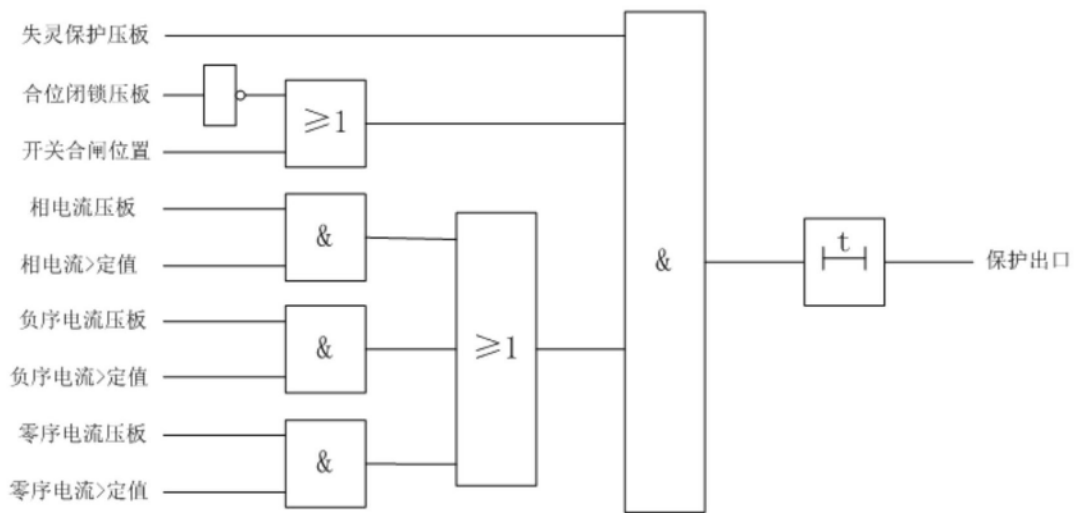 失灵保护压板
合位闭锁压板
≥1
开关合闸位置
相电流压板
&
相电流>定值
负序电流压板
&
负序电流>定值
零序电流压板
&
零序电流>定值
≥1
&
t
保护出口